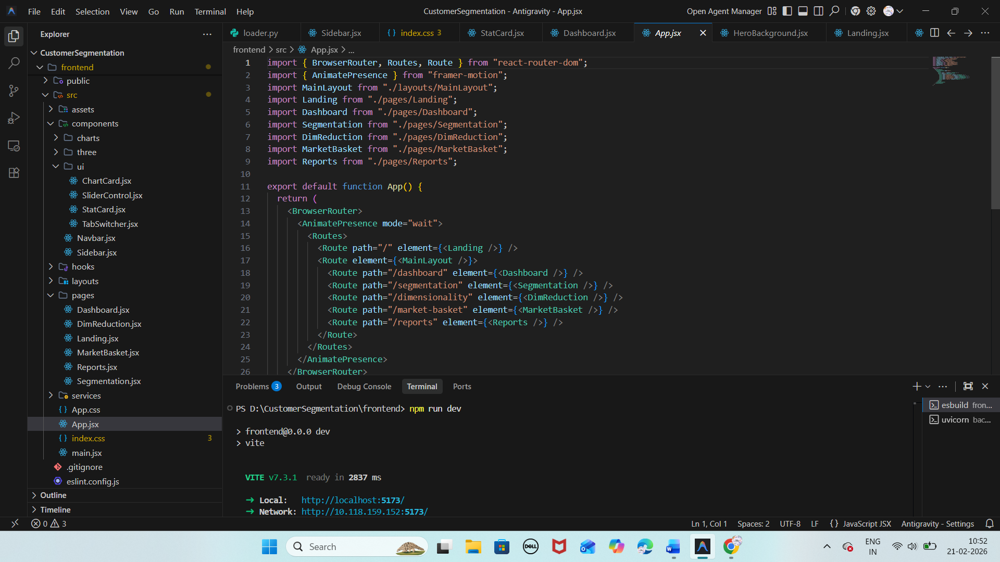 File Edit Selection View Go Run Terminal Help
CustomerSegmentation - Antigravity - App.jsx
Open Agent Manager
Explorer
CustomerSegmentation
frontend
public
src
assets
components
charts
three
ui
ChartCard.jsx
SliderControl.jsx
StatCard.jsx
TabSwitcher.jsx
Navbar.jsx
Sidebar.jsx
hooks
layouts
pages
Dashboard.jsx
DimReduction.jsx
Landing.jsx
MarketBasket.jsx
Reports.jsx
Segmentation.jsx
services
App.css
App.jsx
index.css 3
main.jsx
.gitignore
eslint.config.js
Outline
Timeline
loader.py Sidebar.jsx index.css 3 StatCard.jsx Dashboard.jsx App.jsx HeroBackground.jsx Landing.jsx
frontend > src > App.jsx > ...
1 import { BrowserRouter, Routes, Route } from "react-router-dom";
2 import { AnimatePresence } from "framer-motion";
3 import MainLayout from "./layouts/MainLayout";
4 import Landing from "./pages/Landing";
5 import Dashboard from "./pages/Dashboard";
6 import Segmentation from "./pages/Segmentation";
7 import DimReduction from "./pages/DimReduction";
8 import MarketBasket from "./pages/MarketBasket";
9 import Reports from "./pages/Reports";
10
11 export default function App() {
12 return (
13 <BrowserRouter>
14 <AnimatePresence mode="wait">
15 <Routes>
16 <Route path="/" element={<Landing />} />
17 <Route element={<MainLayout />}>
18 <Route path="/dashboard" element={<Dashboard />} />
19 <Route path="/segmentation" element={<Segmentation />} />
20 <Route path="/dimensionality" element={<DimReduction />} />
21 <Route path="/market-basket" element={<MarketBasket />} />
22 <Route path="/reports" element={<Reports />} />
23 </Route>
24 </Routes>
25 </AnimatePresence>
26 </BrowserRouter>
Problems 3 Output Debug Console Terminal Ports
PS D:\CustomerSegmentation\frontend> npm run dev
> frontend@0.0.0 dev
> vite
VITE v7.3.1 ready in 2837 ms
➜ Local: http://localhost:5173/
➜ Network: http://10.118.159.152:5173/
esbuild fron...
uvicorn bac...
0 3
Ln 1, Col 1 Spaces: 2 UTF-8 LF {} JavaScript JSX Antigravity - Settings
Search
DELL
ENG
IN
10:52
21-02-2026